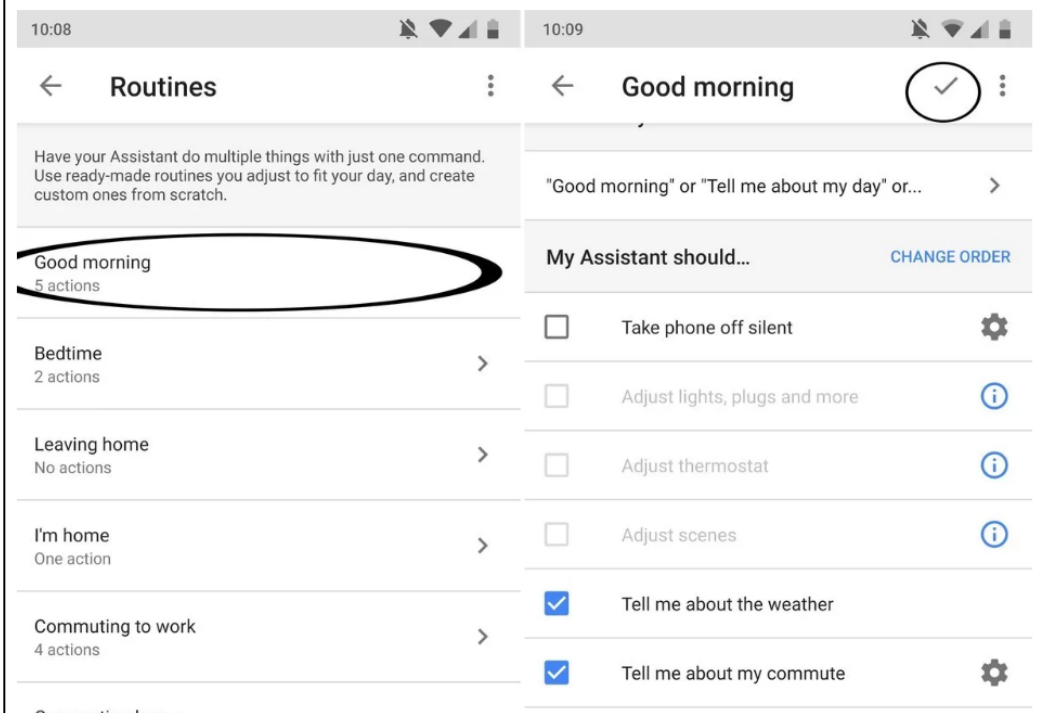 10:08
Routines
Have your Assistant do multiple things with just one command.
Use ready-made routines you adjust to fit your day, and create
custom ones from scratch.
Good morning
5 actions
Bedtime
2 actions
Leaving home
No actions
I'm home
One action
Commuting to work
4 actions
10:09
Good morning
"Good morning" or "Tell me about my day" or...
My Assistant should...
CHANGE ORDER
Take phone off silent
Adjust lights, plugs and more
Adjust thermostat
Adjust scenes
Tell me about the weather
Tell me about my commute